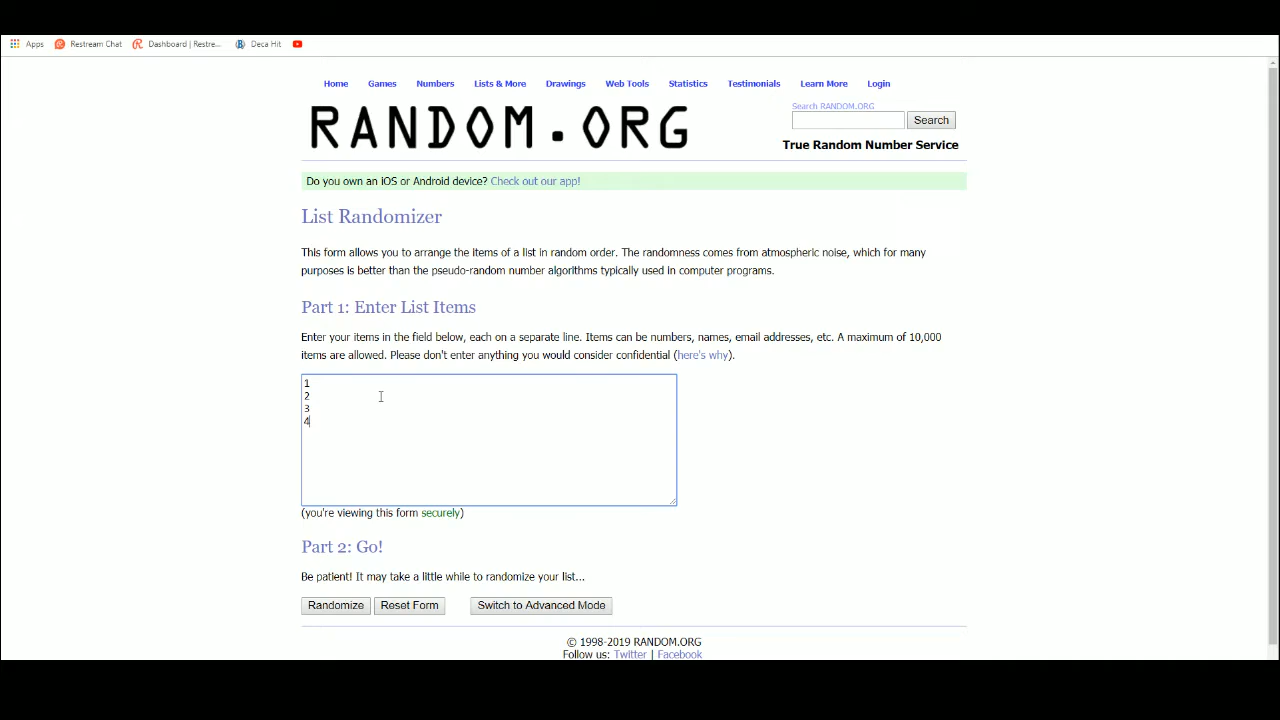 Apps Restream Chat Dashboard | Restre... Deca Hit
Home Games Numbers Lists & More Drawings Web Tools Statistics Testimonials Learn More Login
RANDOM.ORG
Search RANDOM.ORG
Search
True Random Number Service
Do you own an iOS or Android device? Check out our app!
List Randomizer
This form allows you to arrange the items of a list in random order. The randomness comes from atmospheric noise, which for many
purposes is better than the pseudo-random number algorithms typically used in computer programs.
Part 1: Enter List Items
Enter your items in the field below, each on a separate line. Items can be numbers, names, email addresses, etc. A maximum of 10,000
items are allowed. Please don't enter anything you would consider confidential (here's why).
1
2
3
4
(you're viewing this form securely)
Part 2: Go!
Be patient! It may take a little while to randomize your list...
Randomize Reset Form Switch to Advanced Mode
© 1998-2019 RANDOM.ORG
Follow us: Twitter | Facebook